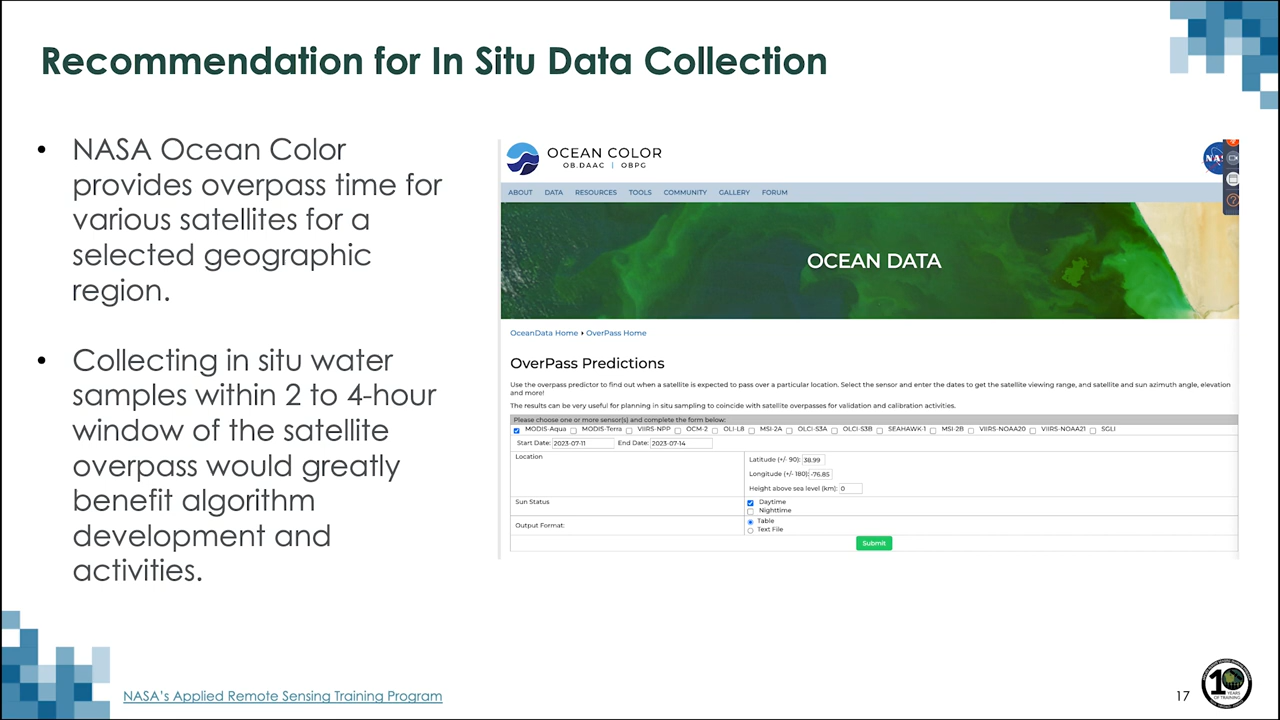 Recommendation for In Situ Data Collection
• NASA Ocean Color
provides overpass time for
various satellites for a
selected geographic
region.
• Collecting in situ water
samples within 2 to 4-hour
window of the satellite
overpass would greatly
benefit algorithm
development and
activities.
OCEAN COLOR
OB.DAAC | OBPG
ABOUT DATA RESOURCES TOOLS COMMUNITY GALLERY FORUM
OCEAN DATA
OceanData Home ▸ OverPass Home
OverPass Predictions
Use the overpass predictor to find out when a satellite is expected to pass over a particular location. Select the sensor and enter the dates to get the satellite viewing range, and satellite and sun azimuth angle, elevation
and more!
The results can be very useful for planning in situ sampling to coincide with satellite overpasses for validation and calibration activities.
Please choose one or more sensor(s) and complete the form below:
MODIS-Aqua MODIS-Terra VIIRS-NPP OCM-2 OLI-L8 MSI-2A OLCI-S3A OLCI-S3B SEAHAWK-1 MSI-2B VIIRS-NOAA20 VIIRS-NOAA21 SGLI
Start Date: 2023-07-11 End Date: 2023-07-14
Location
Latitude (+/- 90): 38.99
Longitude (+/- 180): -76.85
Height above sea level (km): 0
Sun Status
Daytime
Nighttime
Output Format:
Table
Text File
Submit
NASA's Applied Remote Sensing Training Program
17
10
YEARS
OF TRAINING